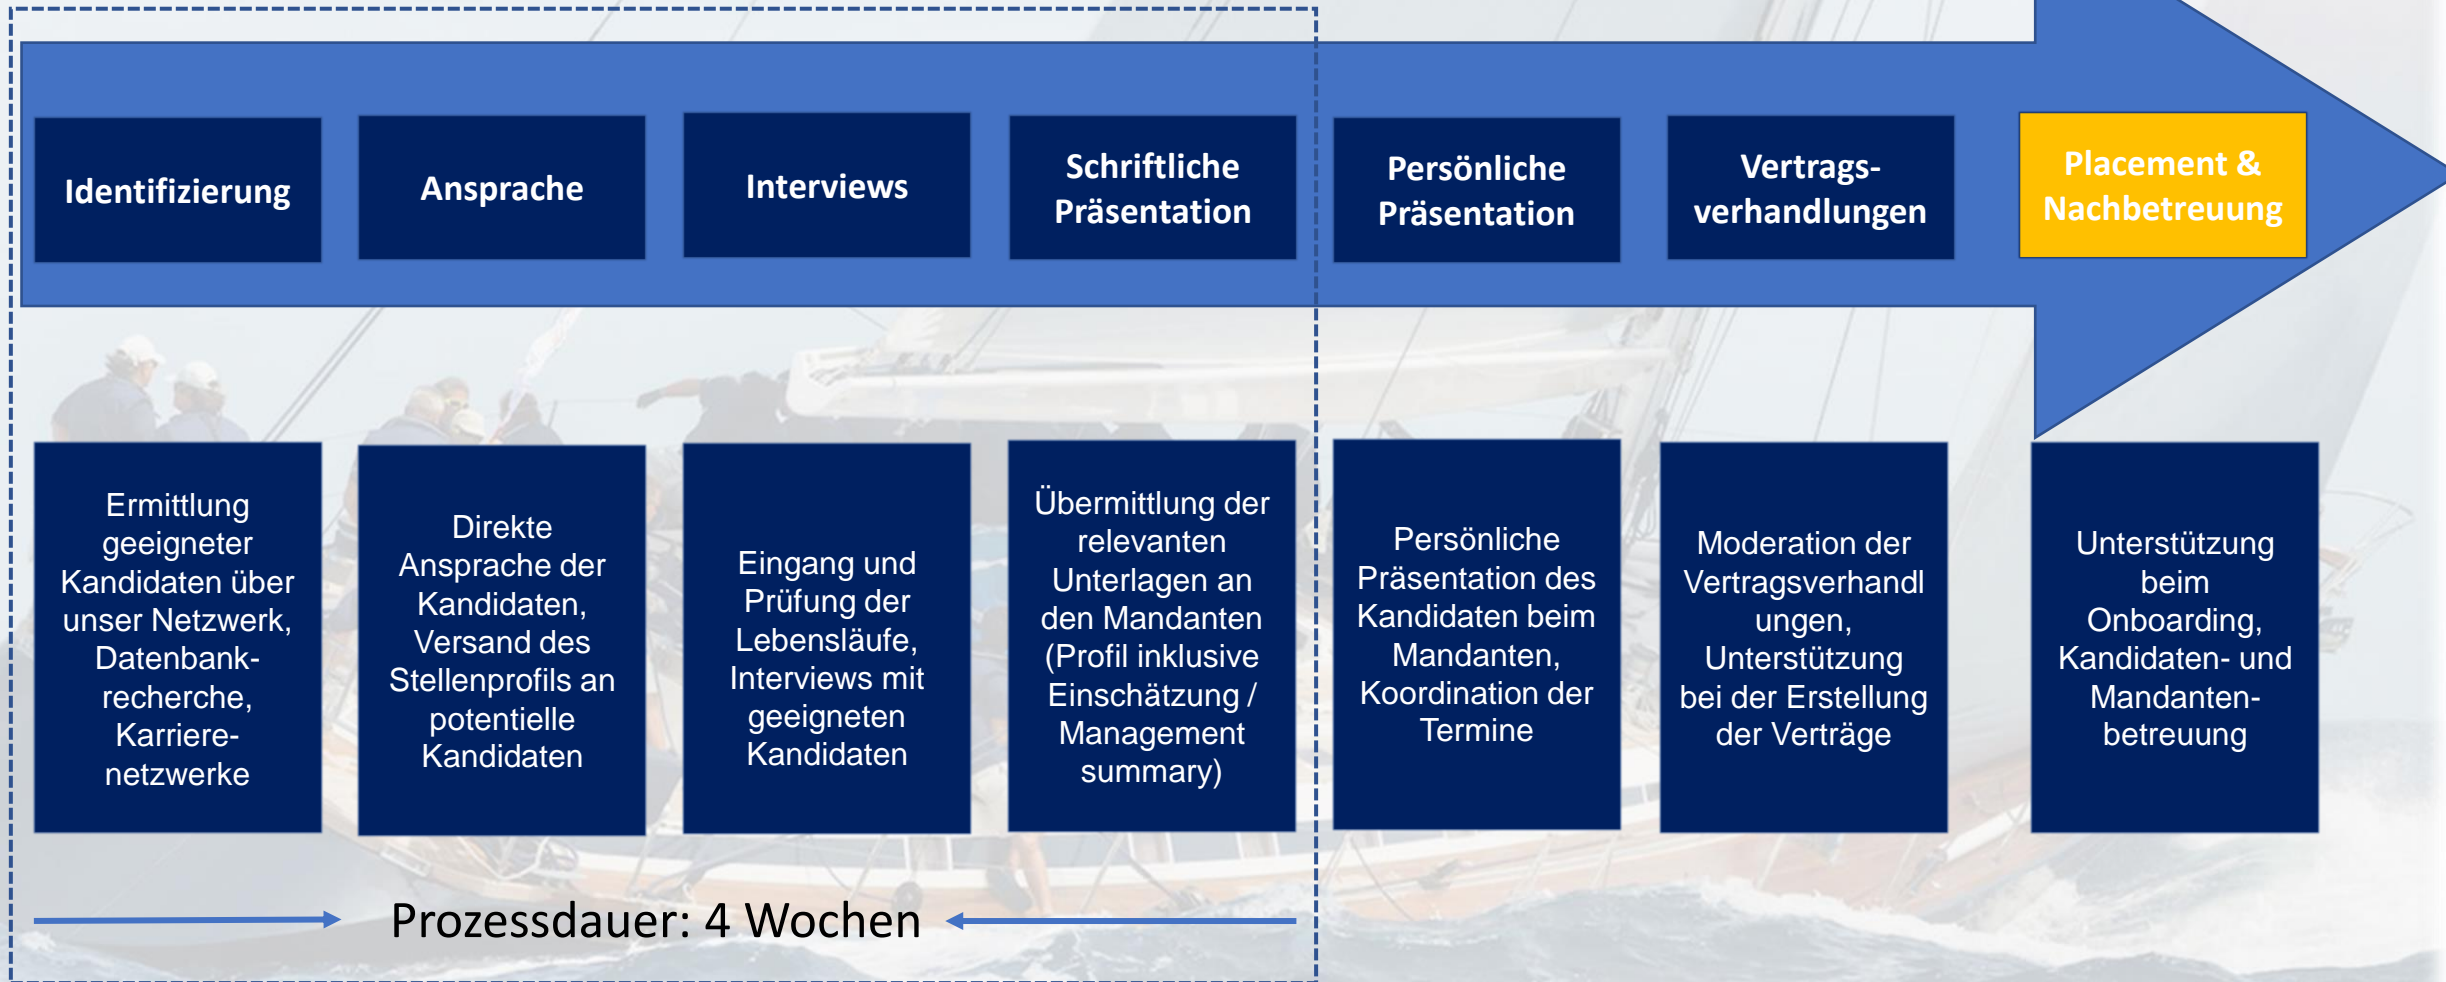 Identifizierung
Ansprache
Interviews
Schriftliche
Präsentation
Persönliche
Präsentation
Vertrags-
verhandlungen
Placement &
Nachbetreuung
Ermittlung
geeigneter
Kandidaten über
unser Netzwerk,
Datenbank-
recherche,
Karriere-
netzwerke
Direkte
Ansprache der
Kandidaten,
Versand des
Stellenprofils an
potentielle
Kandidaten
Eingang und
Prüfung der
Lebensläufe,
Interviews mit
geeigneten
Kandidaten
Übermittlung der
relevanten
Unterlagen an
den Mandanten
(Profil inklusive
Einschätzung /
Management
summary)
Persönliche
Präsentation des
Kandidaten beim
Mandanten,
Koordination der
Termine
Moderation der
Vertragsverhandl
ungen,
Unterstützung
bei der Erstellung
der Verträge
Unterstützung
beim
Onboarding,
Kandidaten- und
Mandanten-
betreuung
Prozessdauer: 4 Wochen